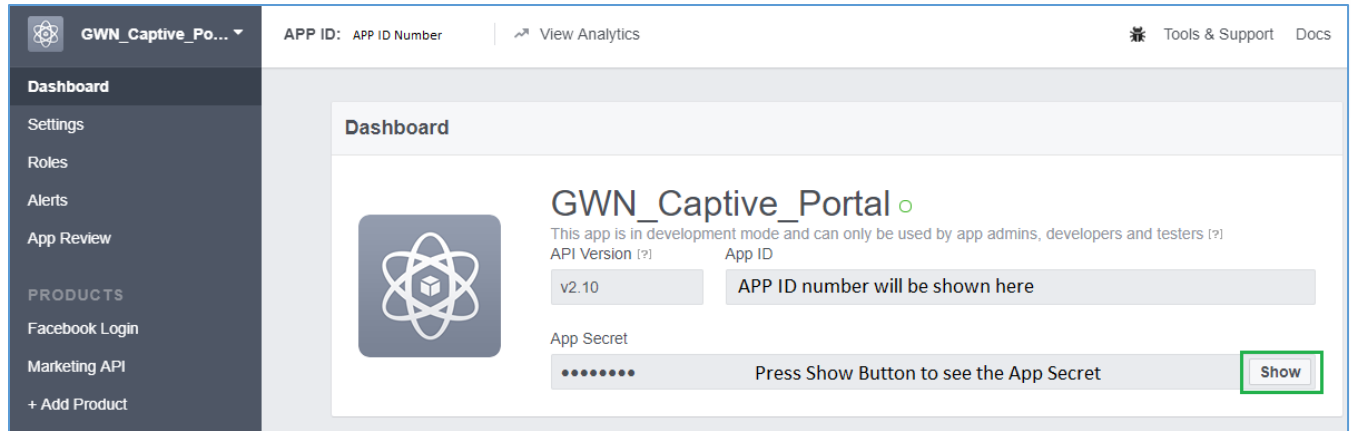 GWN_Captive_Po...
APP ID: APP ID Number
View Analytics
Tools & Support
Docs
Dashboard
Settings
Roles
Alerts
App Review
PRODUCTS
Facebook Login
Marketing API
+ Add Product
Dashboard
GWN_Captive_Portal
This app is in development mode and can only be used by app admins, developers and testers [?]
API Version [?]
App ID
v2.10
APP ID number will be shown here
App Secret
●●●●●●●●
Press Show Button to see the App Secret
Show